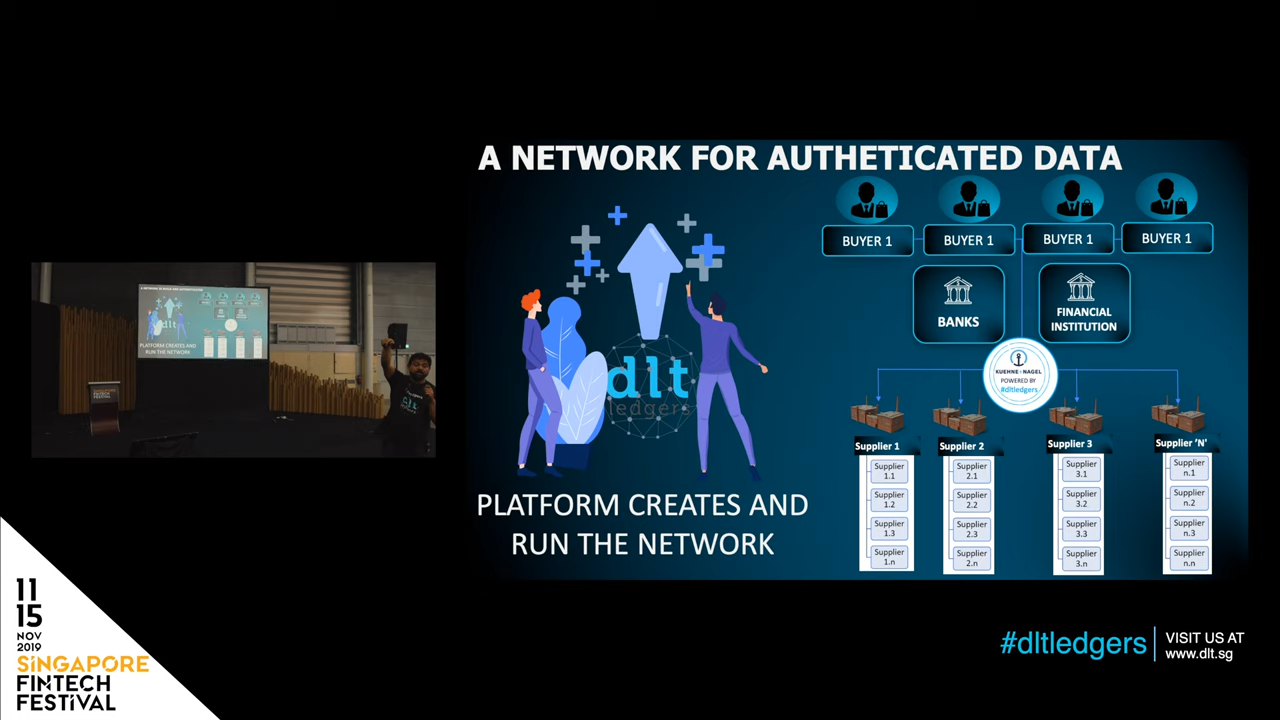 A NETWORK FOR AUTHETICATED DATA
BUYER 1
BUYER 1
BUYER 1
BUYER 1
BANKS
FINANCIAL
INSTITUTION
KUEHNE+NAGEL
POWERED BY
#dltledgers
dlt
ledgers
PLATFORM CREATES AND
RUN THE NETWORK
Supplier 1
Supplier
1.1
Supplier
1.2
Supplier
1.3
Supplier
1.n
Supplier 2
Supplier
2.1
Supplier
2.2
Supplier
2.3
Supplier
2.n
Supplier 3
Supplier
3.1
Supplier
3.2
Supplier
3.3
Supplier
3.n
Supplier 'N'
Supplier
n.1
Supplier
n.2
Supplier
n.3
Supplier
n.n
dlt
PLATFORM CREATES AND
RUN THE NETWORK
SINGAPORE
FINTECH
FESTIVAL
11
15
NOV
2019
SINGAPORE
FINTECH
FESTIVAL
#dltledgers
VISIT US AT
www.dlt.sg